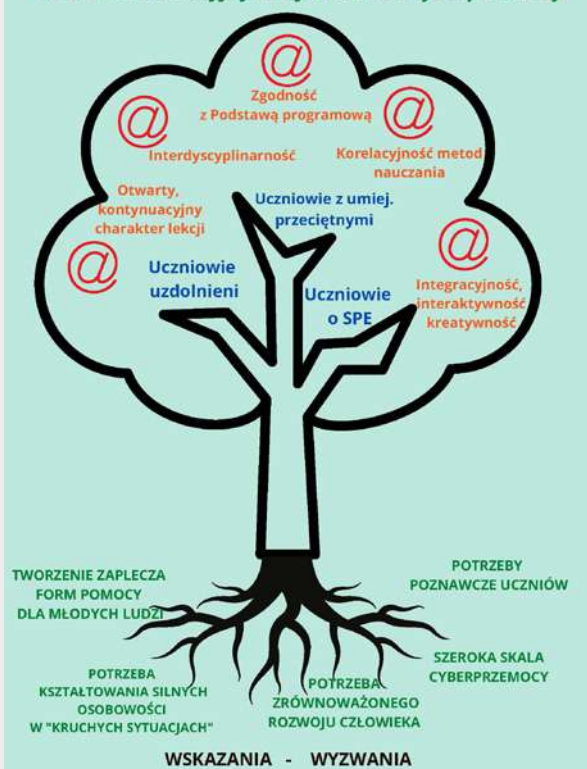 @
Zgodność
z Podstawą programową
@
@
Interdyscyplinarność
Korelacyjność metod
nauczania
Otwarty,
kontynuacyjny
charakter lekcji
Uczniowie z umiej.
przeciętnymi
@
@
Uczniowie
uzdolnieni
Uczniowie
o SPE
Integracyjność,
interaktywność
kreatywność
TWORZENIE ZAPLECZA
FORM POMOCY
DLA MŁODYCH LUDZI
POTRZEBY
POZNAWCZE UCZNIÓW
POTRZEBA
KSZTAŁTOWANIA SILNYCH
OSOBOWOŚCI
W "KRUCHYCH SYTUACJACH"
POTRZEBA
ZRÓWNOWAŻONEGO
ROZWOJU CZŁOWIEKA
SZEROKA SKALA
CYBERPRZEMOCY
WSKAZANIA - WYZWANIA